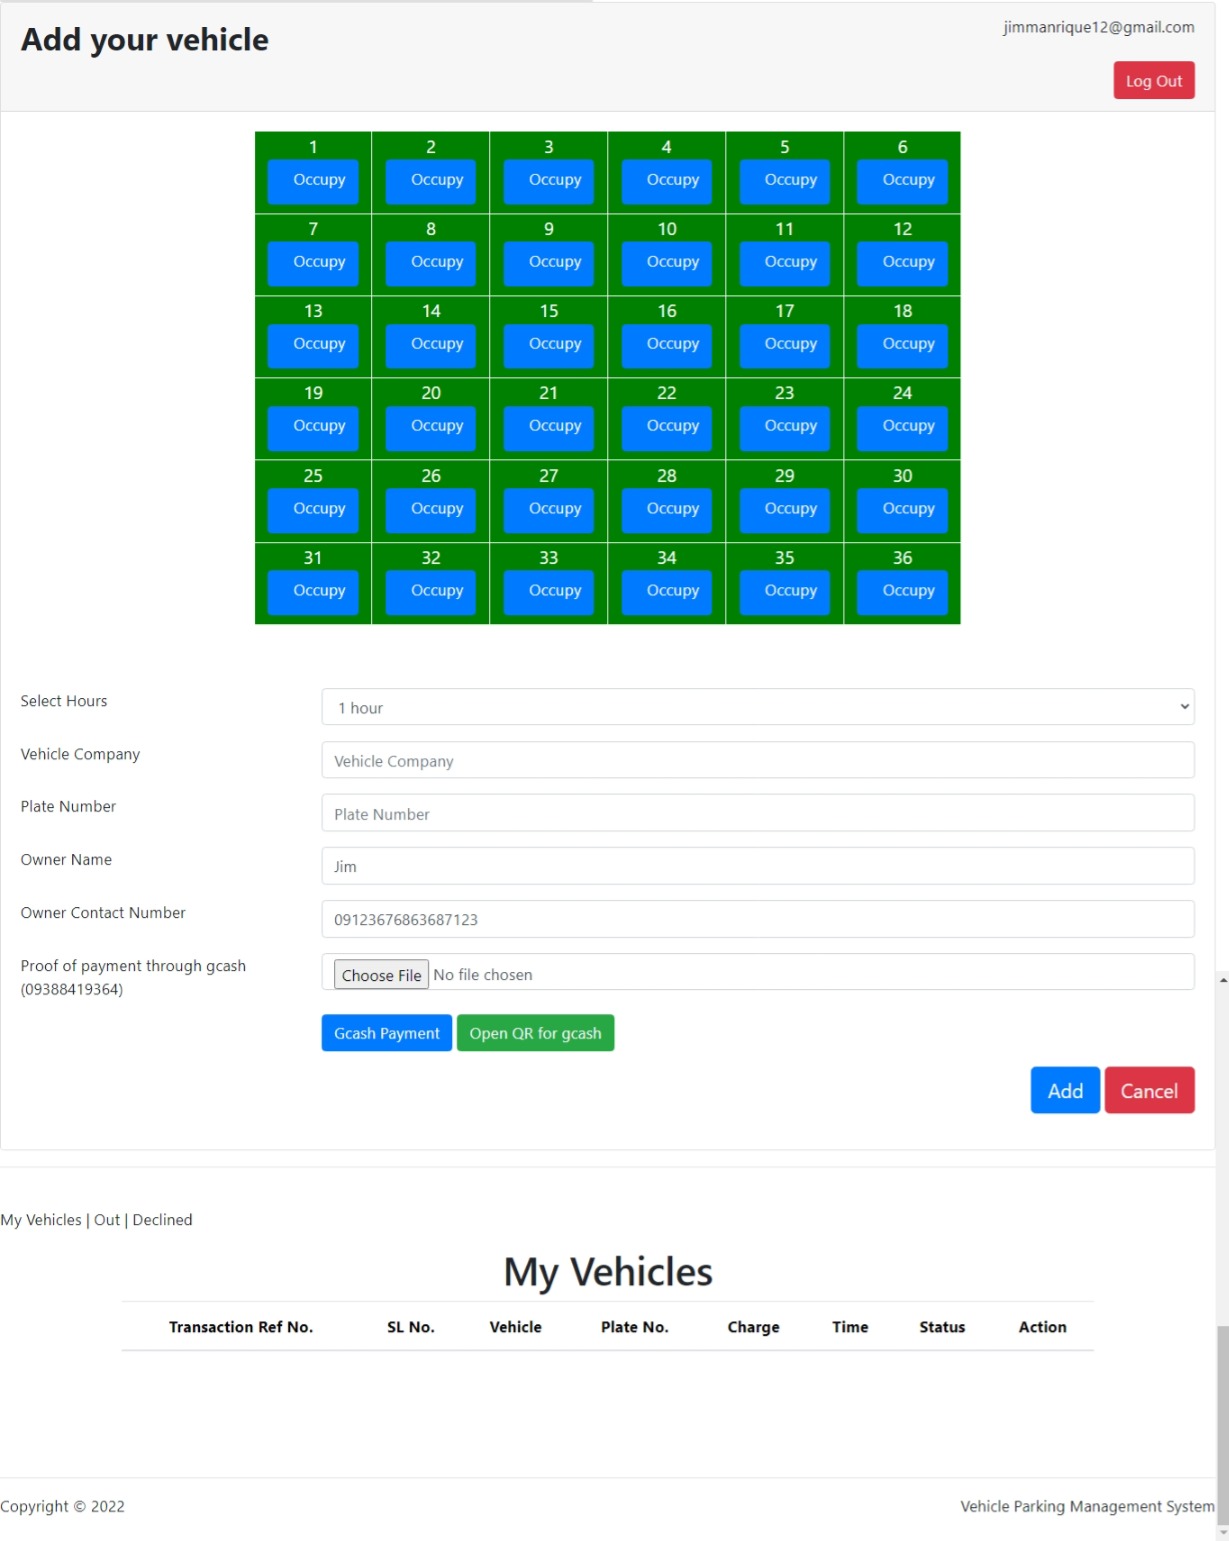 Add your vehicle
jimmanrique12@gmail.com
Log Out
1 2 3 4 5 6
Occupy Occupy Occupy Occupy Occupy Occupy
7 8 9 10 11 12
Occupy Occupy Occupy Occupy Occupy Occupy
13 14 15 16 17 18
Occupy Occupy Occupy Occupy Occupy Occupy
19 20 21 22 23 24
Occupy Occupy Occupy Occupy Occupy Occupy
25 26 27 28 29 30
Occupy Occupy Occupy Occupy Occupy Occupy
31 32 33 34 35 36
Occupy Occupy Occupy Occupy Occupy Occupy
Select Hours 1 hour
Vehicle Company Vehicle Company
Plate Number Plate Number
Owner Name Jim
Owner Contact Number 09123676863687123
Proof of payment through gcash Choose File No file chosen
(09388419364)
Gcash Payment Open QR for gcash
Add Cancel
My Vehicles | Out | Declined
My Vehicles
Transaction Ref No. SL No. Vehicle Plate No. Charge Time Status Action
Copyright © 2022 Vehicle Parking Management System